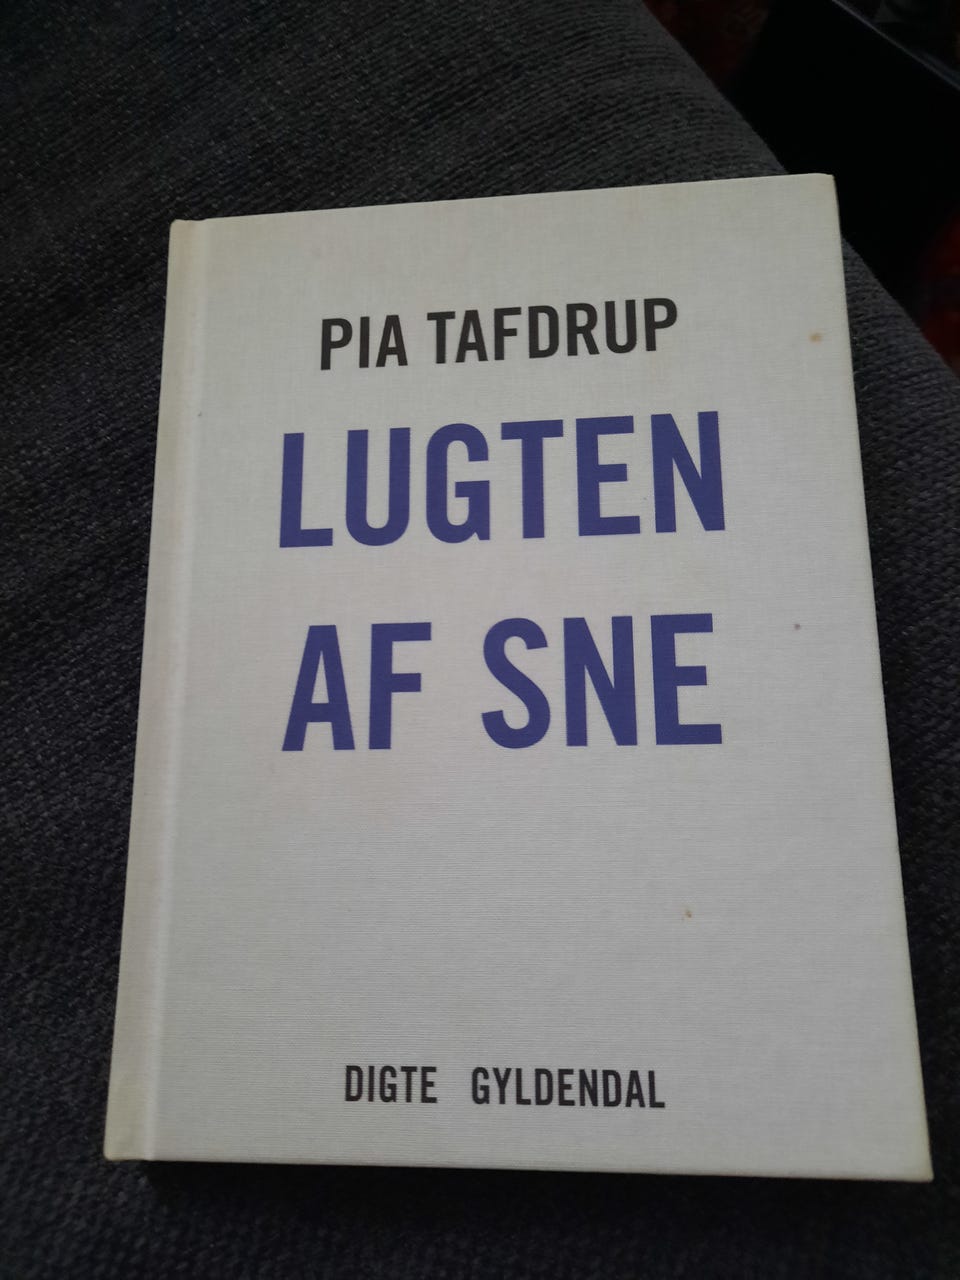 PIA TAFDRUP
LUGTEN
AF SNE
DIGTE GYLDENDAL